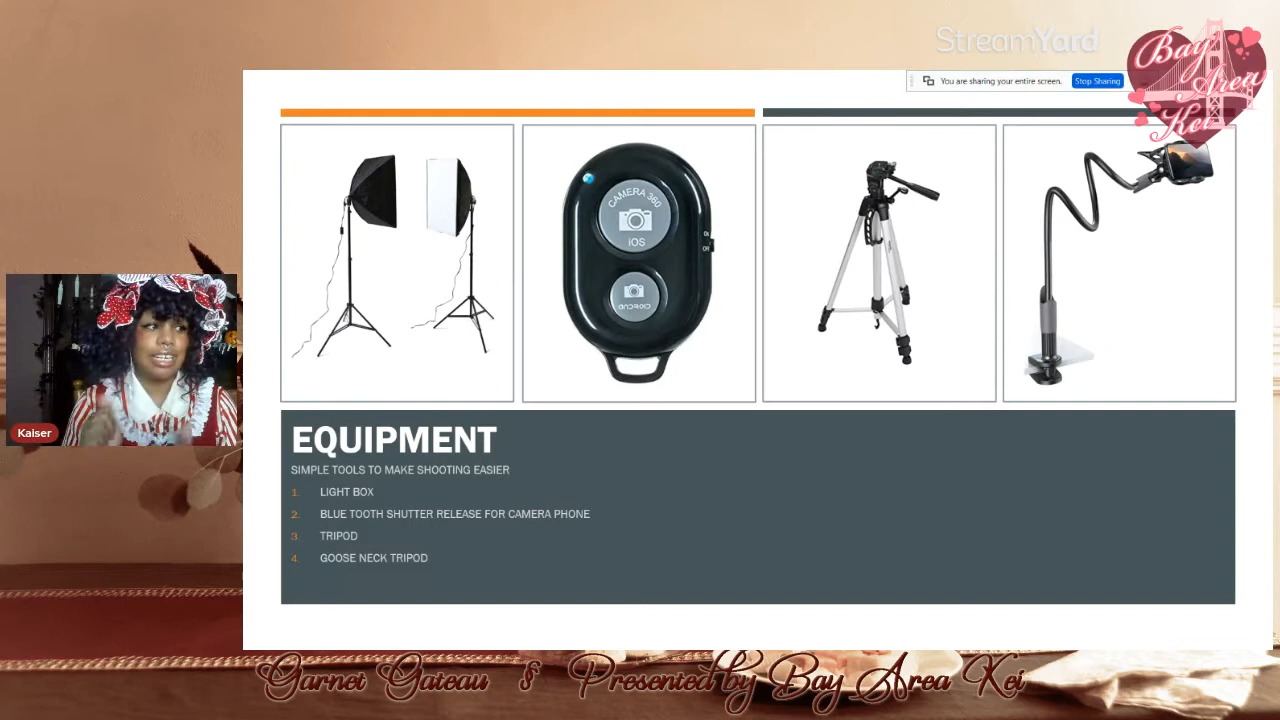 StreamYard
Bay
Area
Kei
You are sharing your entire screen.
Stop Sharing
CAMERA 360
iOS
ANDROID
Kaiser
EQUIPMENT
SIMPLE TOOLS TO MAKE SHOOTING EASIER
1. LIGHT BOX
2. BLUE TOOTH SHUTTER RELEASE FOR CAMERA PHONE
3. TRIPOD
4. GOOSE NECK TRIPOD
Garnet Gateau § Presented by Bay Area Kei